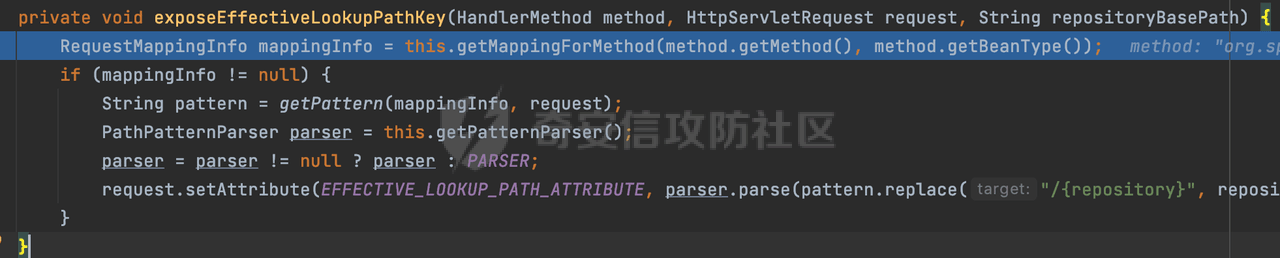 private void exposeEffectiveLookupPathKey(HandlerMethod method, HttpServletRequest request, String repositoryBasePath) {
RequestMappingInfo mappingInfo = this.getMappingForMethod(method.getMethod(), method.getBeanType()); method: "org.sp
if (mappingInfo != null) {
String pattern = getPattern(mappingInfo, request);
PathPatternParser parser = this.getPatternParser();
奇安信攻防社区
parser = parser != null ? parser : PARSER;
request.setAttribute(EFFECTIVE_LOOKUP_PATH_ATTRIBUTE, parser.parse(pattern.replace( target: "/{repository}", reposi
}
}